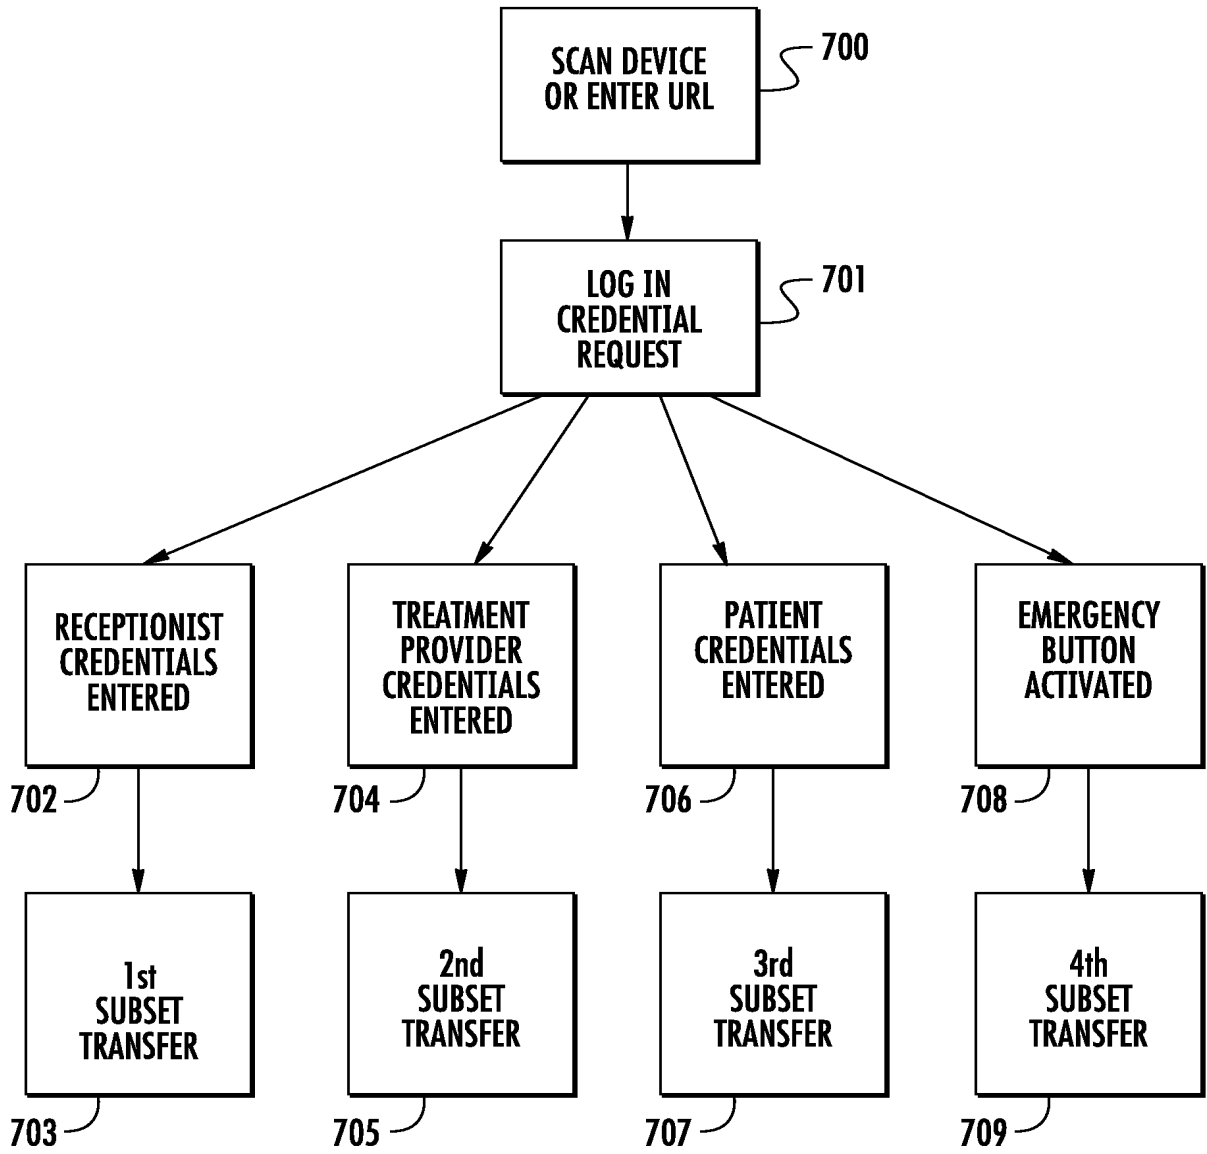 SCAN DEVICE
OR ENTER URL
700
LOG IN
CREDENTIAL
REQUEST
701
RECEPTIONIST
CREDENTIALS
ENTERED
702
TREATMENT
PROVIDER
CREDENTIALS
ENTERED
704
PATIENT
CREDENTIALS
ENTERED
706
EMERGENCY
BUTTON
ACTIVATED
708
1st
SUBSET
TRANSFER
703
2nd
SUBSET
TRANSFER
705
3rd
SUBSET
TRANSFER
707
4th
SUBSET
TRANSFER
709